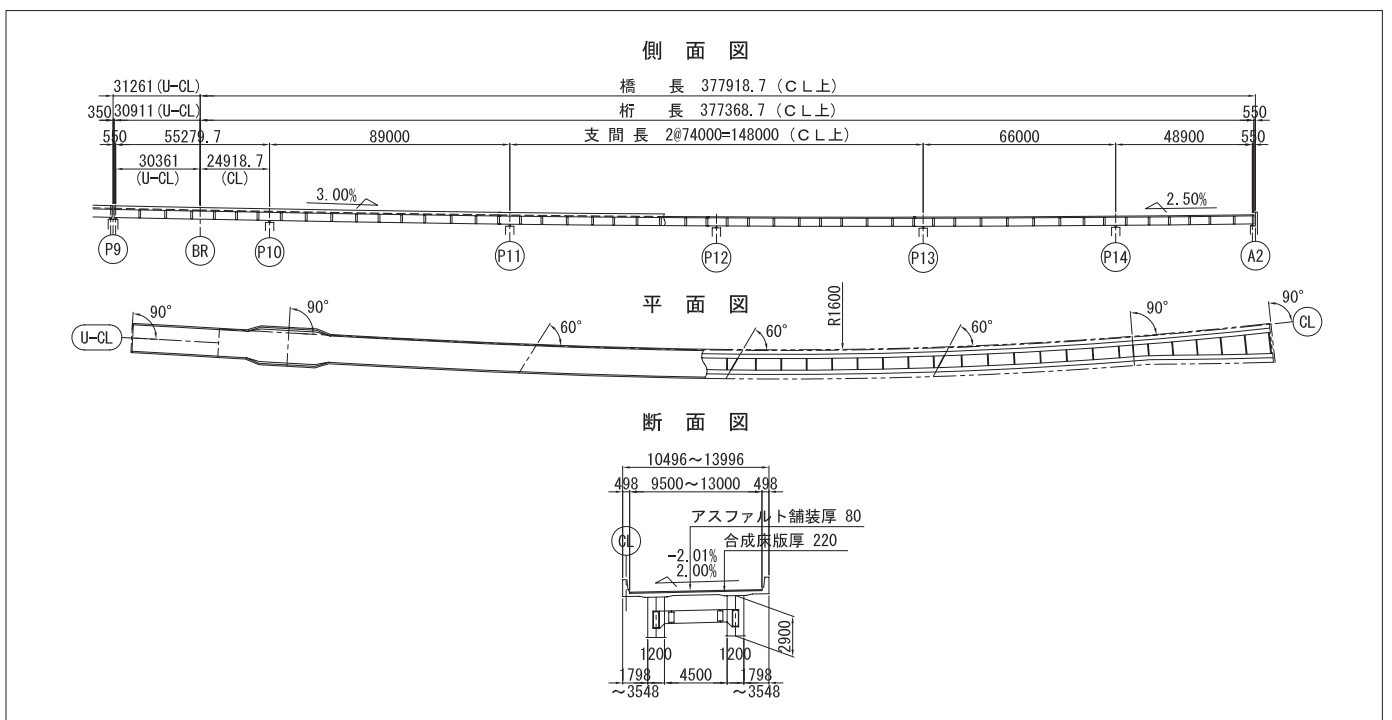 側 面 図
31261(U-CL)
橋 長 377918.7 (CL上)
350
30911(U-CL)
桁 長 377368.7 (CL上)
550
550
55279.7
89000
支 間 長 2@74000=148000 (CL上)
66000
48900
550
30361
(U-CL)
24918.7
(CL)
3.00%
2.50%
P9
BR
P10
P11
P12
P13
P14
A2
平 面 図
U-CL
90°
90°
60°
60°
R1600
60°
90°
90°
CL
断 面 図
10496～13996
498
9500～13000
498
アスファルト舗装厚 80
CL
合成床版厚 220
-2.01%
2.00%
2900
1200
1200
1798
～3548
4500
1798
～3548